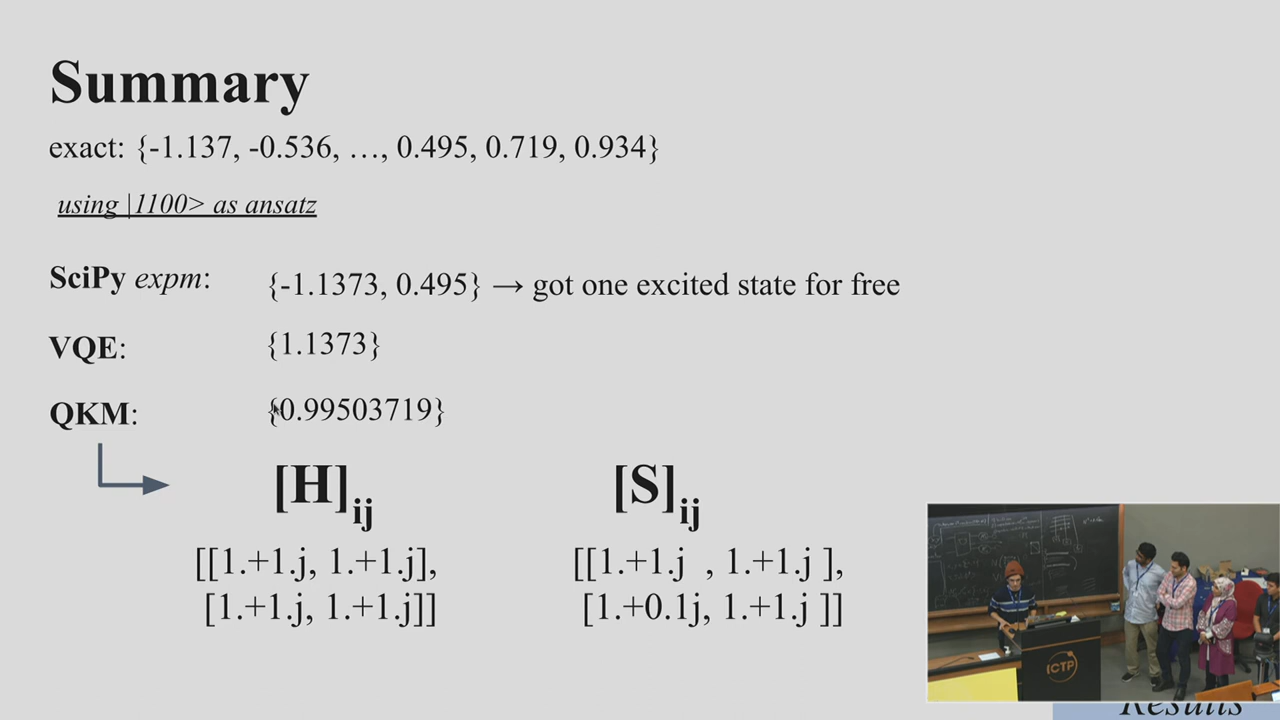 Summary
exact: {-1.137, -0.536, …, 0.495, 0.719, 0.934}
using |1100> as ansatz
SciPy expm: {-1.1373, 0.495} → got one excited state for free
VQE: {1.1373}
QKM: {0.99503719}
[H]ij [S]ij
[[1.+1.j, 1.+1.j], [[1.+1.j , 1.+1.j ],
[1.+1.j, 1.+1.j]] [1.+0.1j, 1.+1.j ]]
ICTP
Results